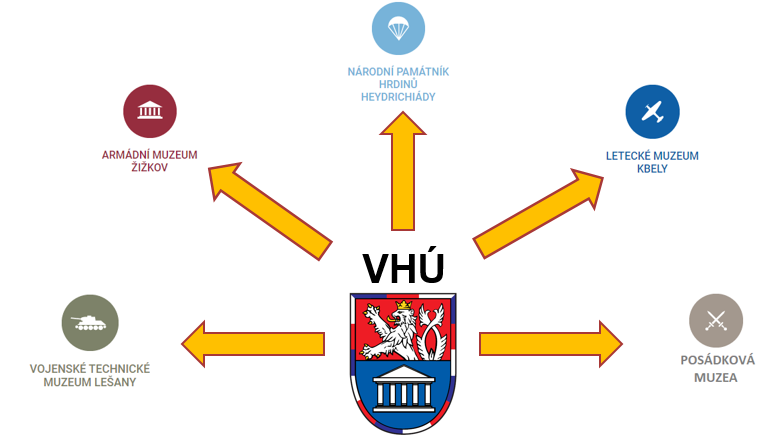 NÁRODNÍ PAMÁTNÍK
HRDINŮ
HEYDRICHIÁDY
ARMÁDNÍ MUZEUM
ŽIŽKOV
LETECKÉ MUZEUM
KBELY
VHÚ
VOJENSKÉ TECHNICKÉ
MUZEUM LEŠANY
POSÁDKOVÁ
MUZEA